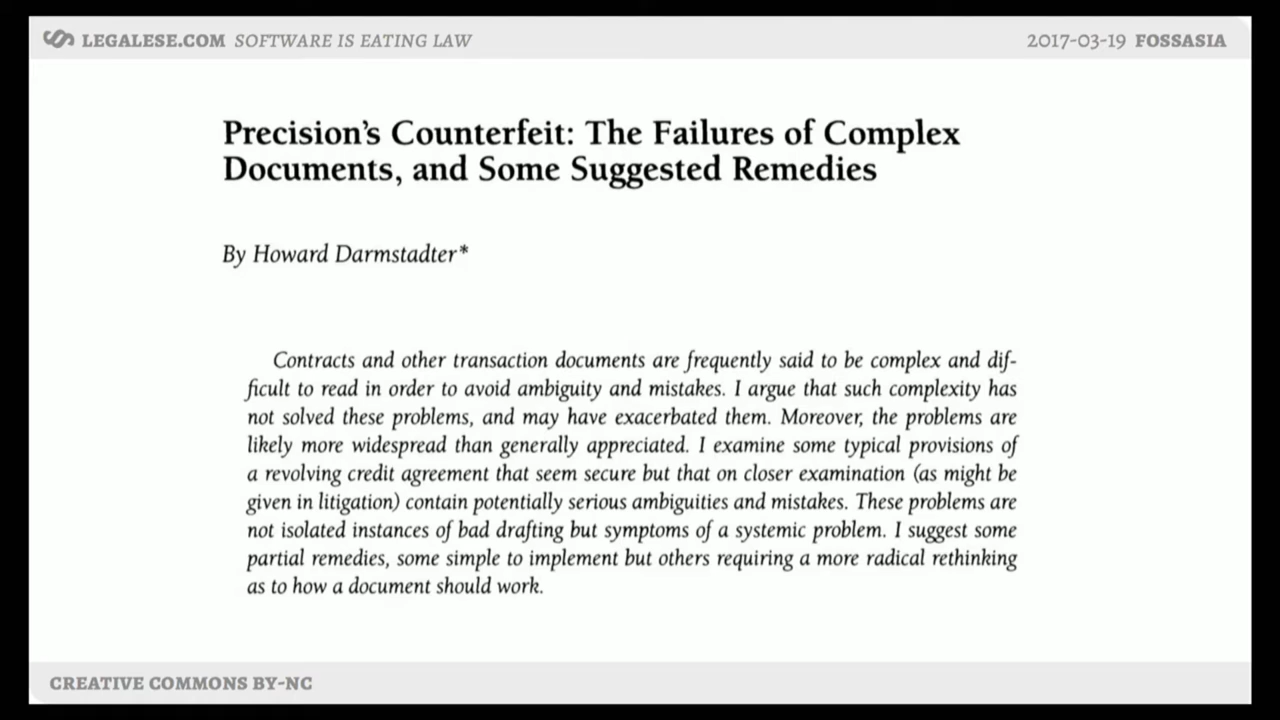 LEGALESE.COM SOFTWARE IS EATING LAW
2017-03-19 FOSSASIA
Precision's Counterfeit: The Failures of Complex
Documents, and Some Suggested Remedies
By Howard Darmstadter*
Contracts and other transaction documents are frequently said to be complex and dif-
ficult to read in order to avoid ambiguity and mistakes. I argue that such complexity has
not solved these problems, and may have exacerbated them. Moreover, the problems are
likely more widespread than generally appreciated. I examine some typical provisions of
a revolving credit agreement that seem secure but that on closer examination (as might be
given in litigation) contain potentially serious ambiguities and mistakes. These problems are
not isolated instances of bad drafting but symptoms of a systemic problem. I suggest some
partial remedies, some simple to implement but others requiring a more radical rethinking
as to how a document should work.
CREATIVE COMMONS BY-NC